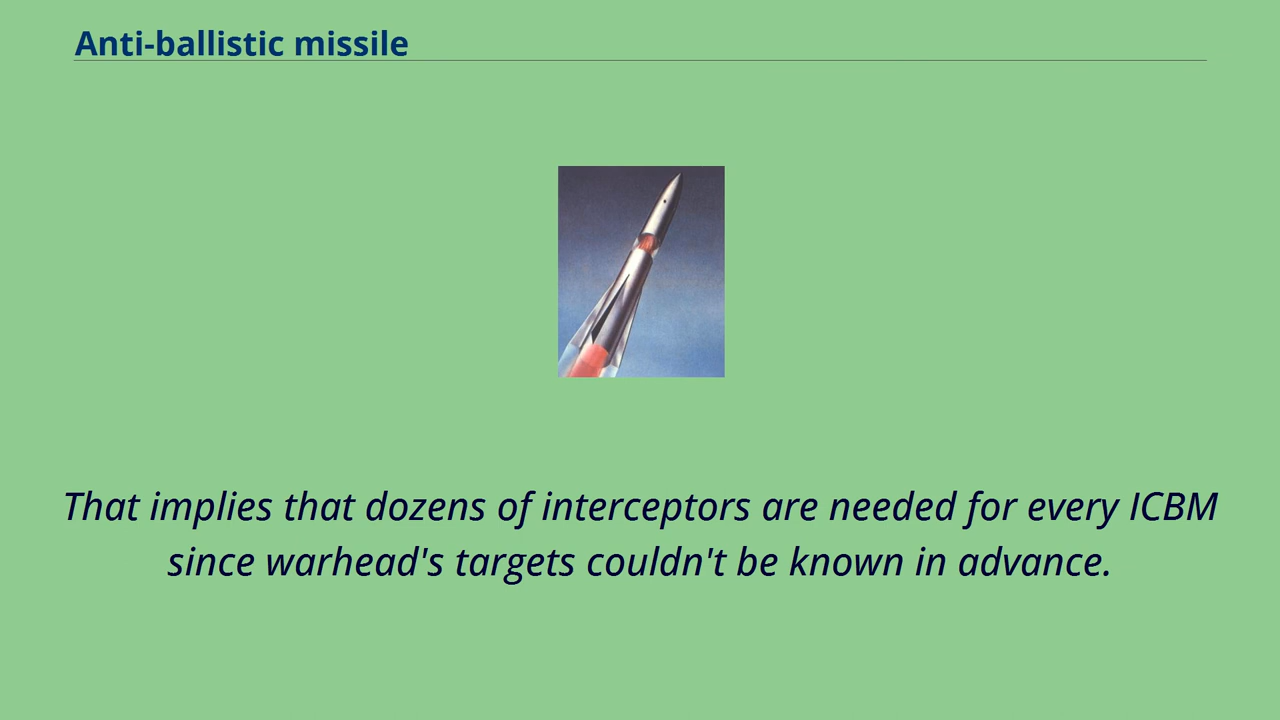 Anti-ballistic missile
That implies that dozens of interceptors are needed for every ICBM
since warhead's targets couldn't be known in advance.